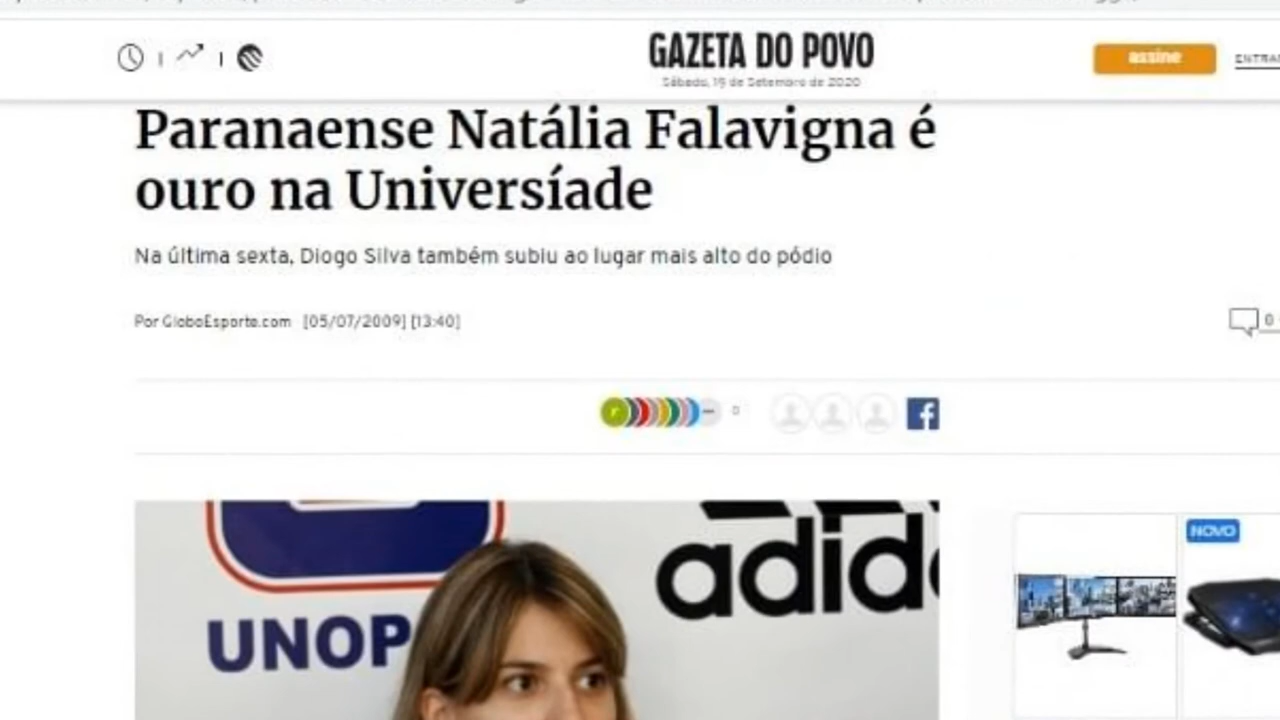 GAZETA DO POVO
assine
Sábado, 19 de Setembro de 2020
Paranaense Natália Falavigna é
ouro na Universíade
Na última sexta, Diogo Silva também subiu ao lugar mais alto do pódio
Por GloboEsporte.com [05/07/2009] [13:40]
0
0
adid
NOVO
UNOP